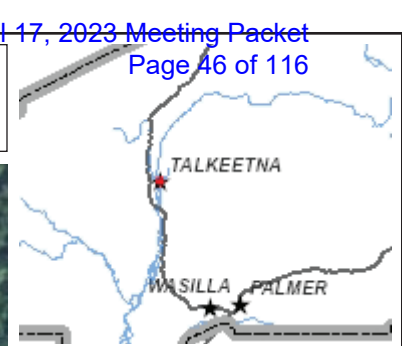 17, 2023 Meeting Packet
Page 46 of 116
TALKEETNA
WASILLA PALMER